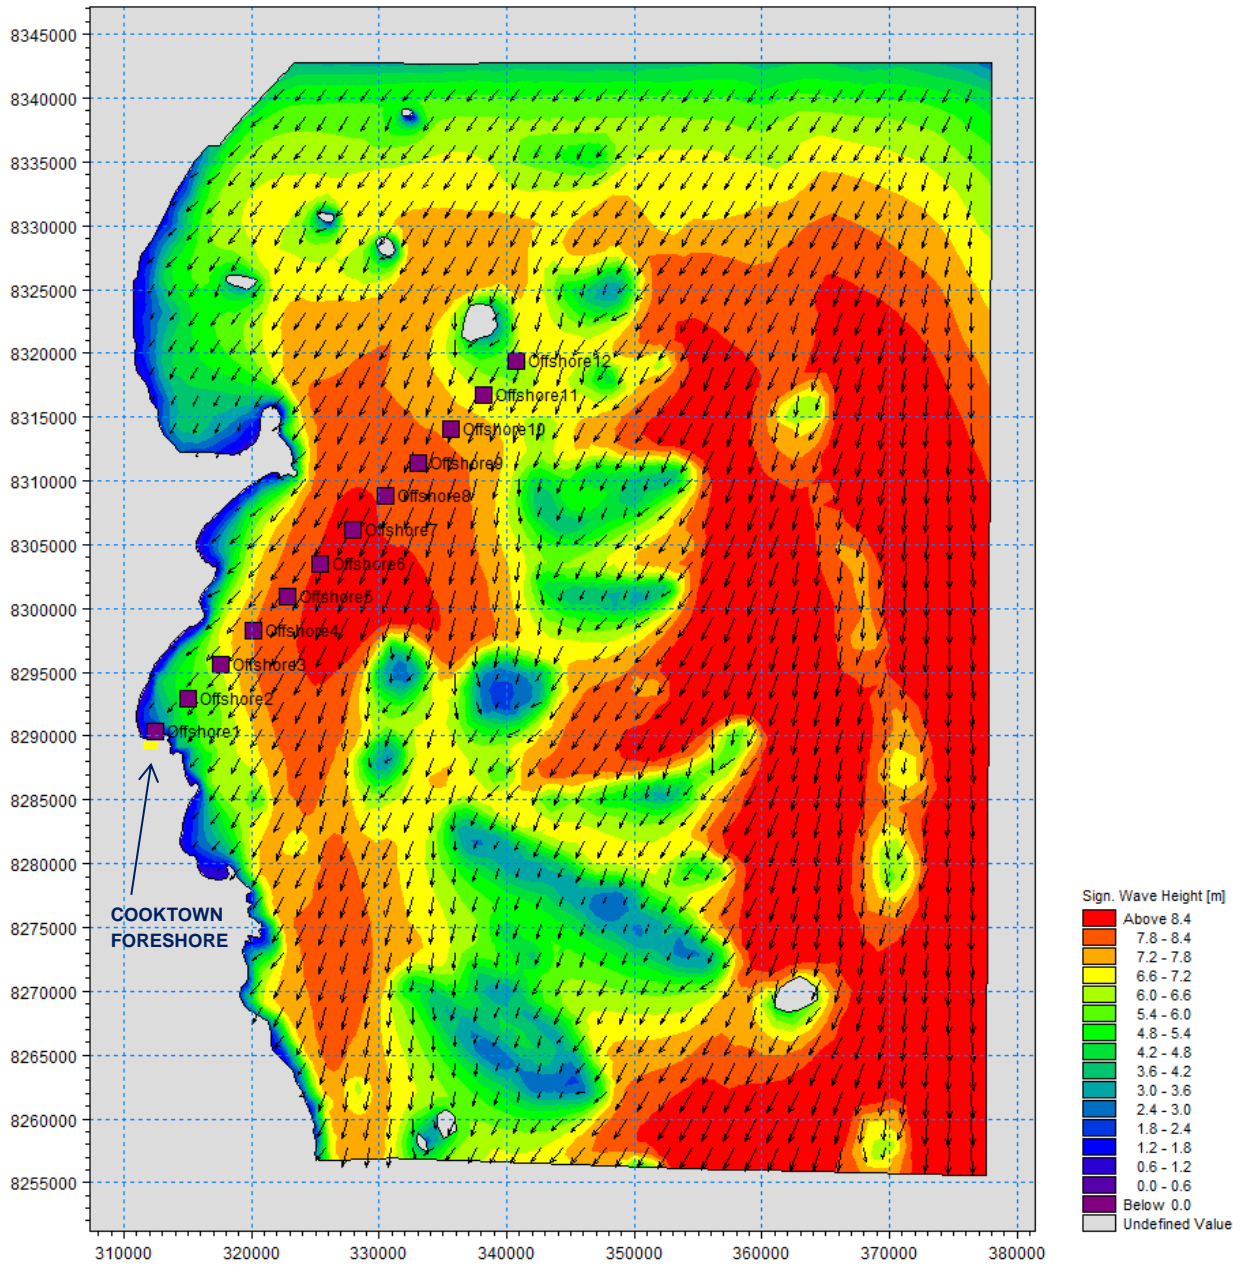 8345000
8340000
8335000
8330000
8325000
8320000
Offshore12
Offshore11
8315000
Offshore10
Offshore9
8310000
Offshore8
Offshore7
8305000
Offshore6
Offshore5
8300000
Offshore4
Offshore3
8295000
Offshore2
Offshore1
8290000
8285000
8280000
COOKTOWN
FORESHORE
8275000
8270000
8265000
8260000
8255000
310000 320000 330000 340000 350000 360000 370000 380000
Sign. Wave Height [m]
Above 8.4
7.8 - 8.4
7.2 - 7.8
6.6 - 7.2
6.0 - 6.6
5.4 - 6.0
4.8 - 5.4
4.2 - 4.8
3.6 - 4.2
3.0 - 3.6
2.4 - 3.0
1.8 - 2.4
1.2 - 1.8
0.6 - 1.2
0.0 - 0.6
Below 0.0
Undefined Value